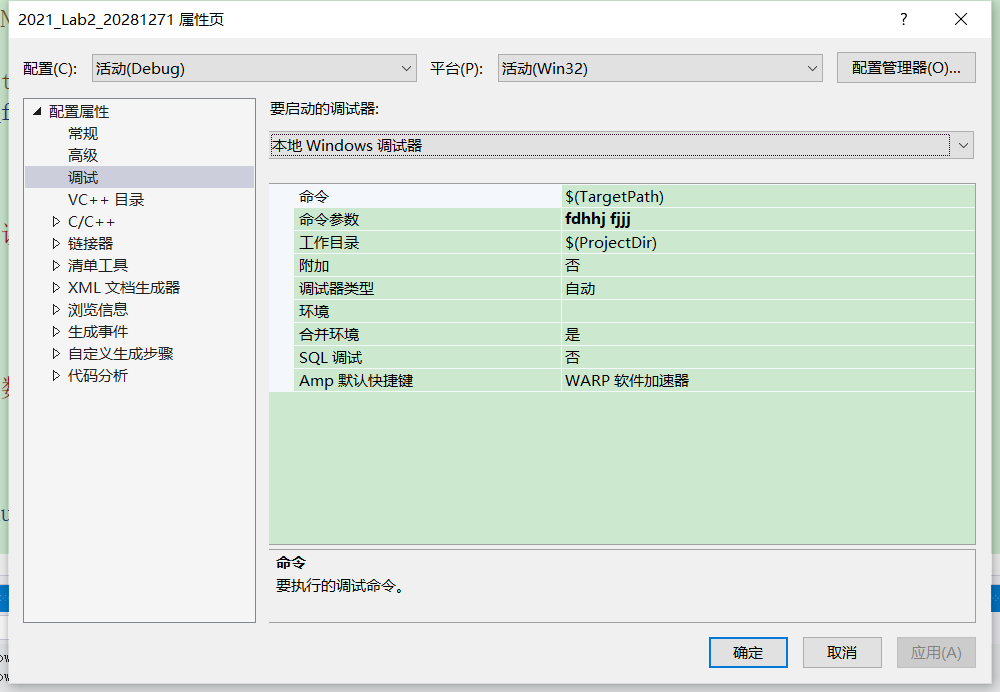 2021_Lab2_20281271 属性页
?
配置(C):
活动(Debug)
平台(P):
活动(Win32)
配置管理器(O)...
配置属性
常规
高级
调试
VC++ 目录
C/C++
链接器
清单工具
XML 文档生成器
浏览信息
生成事件
自定义生成步骤
代码分析
要启动的调试器:
本地 Windows 调试器
命令 $(TargetPath)
命令参数 fdhhj fjjj
工作目录 $(ProjectDir)
附加 否
调试器类型 自动
环境
合并环境 是
SQL 调试 否
Amp 默认快捷键 WARP 软件加速器
命令
要执行的调试命令。
确定
取消
应用(A)